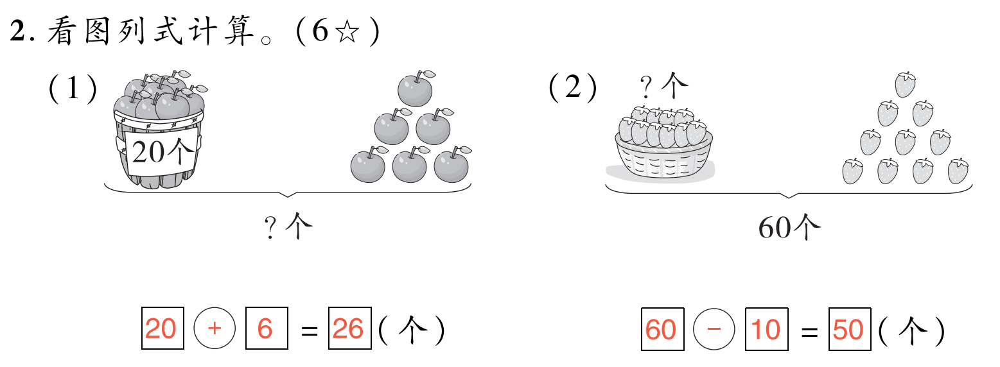 2. 看图列式计算。(6☆)
(1)
20个
?个
20 + 6 = 26 (个)
(2)
?个
60个
60 - 10 = 50 (个)